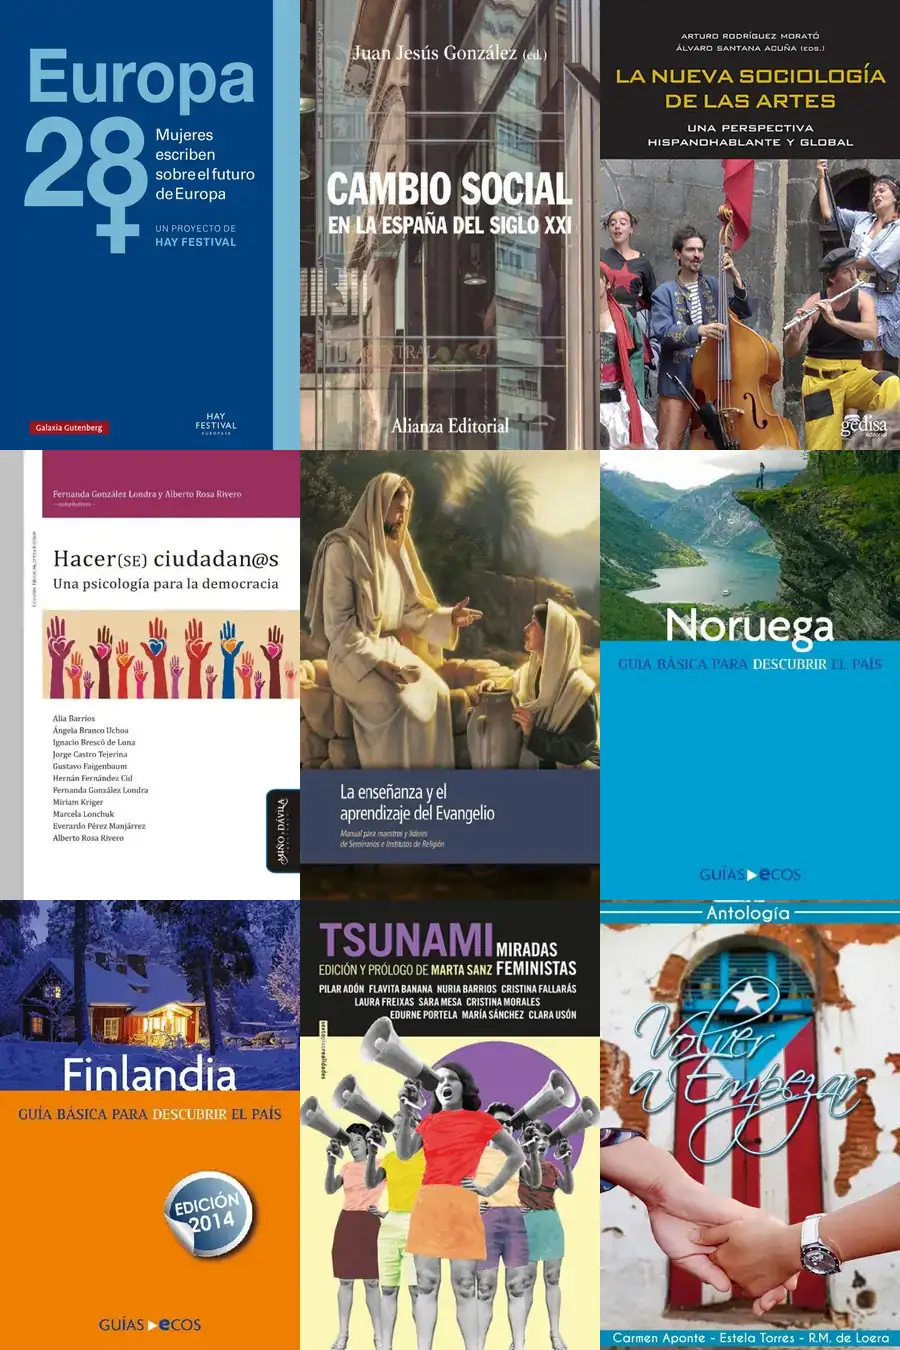 Europa
28
Mujeres
escriben
sobre el futuro
de Europa
UN PROYECTO DE
HAY FESTIVAL
Galaxia Gutenberg
HAY
FESTIVAL
Juan Jesús González (ed.)
CAMBIO SOCIAL
EN LA ESPAÑA DEL SIGLO XXI
CENTRAL
Alianza Editorial
ARTURO RODRÍGUEZ MORATÓ
ÁLVARO SANTANA ACUÑA (EDS.)
LA NUEVA SOCIOLOGÍA
DE LAS ARTES
UNA PERSPECTIVA
HISPANOHABLANTE Y GLOBAL
gedisa
editorial
Fernanda González Londra y Alberto Rosa Rivero
—compiladores—
Hacer(SE) ciudadan@s
Una psicología para la democracia
Alia Barrios
Ángela Branco Uchoa
Ignacio Brescó de Luna
Jorge Castro Tejerina
Gustavo Faigenbaum
Hernán Fernández Cid
Fernanda González Londra
Miriam Kriger
Marcela Lonchuk
Everardo Pérez Manjárrez
Alberto Rosa Rivero
MIÑO y DÁVILA
La enseñanza y el
aprendizaje del Evangelio
Manual para maestros y líderes
de Seminarios e Institutos de Religión
Noruega
GUÍA BÁSICA PARA DESCUBRIR EL PAÍS
GUÍAS ECOS
Finlandia
GUÍA BÁSICA PARA DESCUBRIR EL PAÍS
EDICIÓN
2014
GUÍAS ECOS
TSUNAMI MIRADAS
EDICIÓN Y PRÓLOGO DE MARTA SANZ FEMINISTAS
PILAR ADÓN FLAVITA BANANA NURIA BARRIOS CRISTINA FALLARÁS
LAURA FREIXAS SARA MESA CRISTINA MORALES
EDURNE PORTELA MARÍA SÁNCHEZ CLARA USÓN
Antología
Volver
a Empezar
Carmen Aponte - Estela Torres - R.M. de Loera